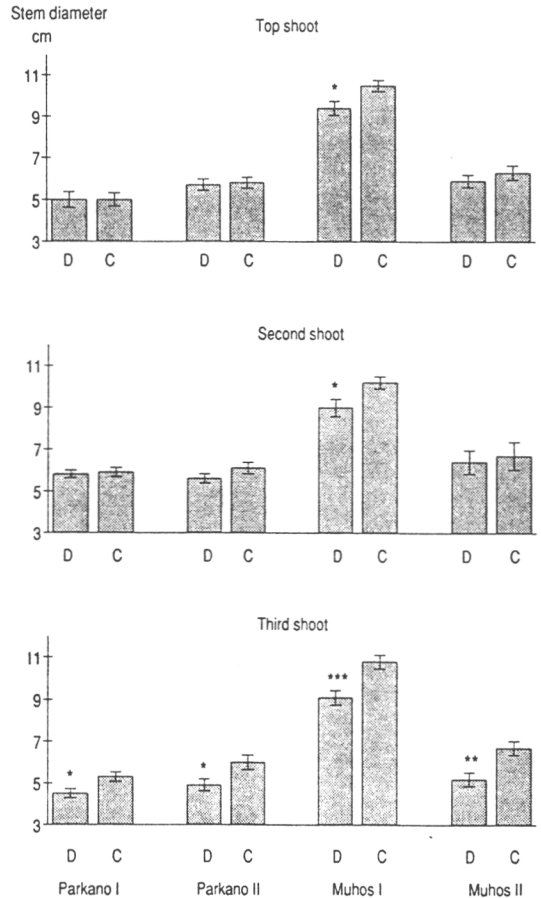 Stem diameter
cm
Top shoot
11
*
9
7
5
3
D C D C D C D C
Second shoot
11
*
9
7
5
3
D C D C D C D C
Third shoot
11
***
9
7
* * **
5
3
D C D C D C D C
Parkano I Parkano II Muhos I Muhos II